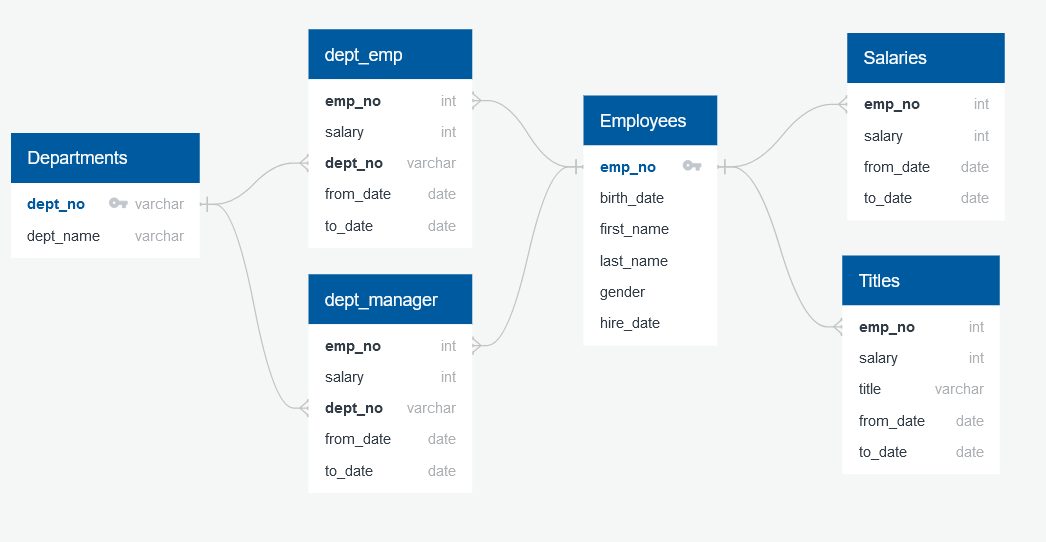 Departments
dept_no varchar
dept_name varchar
dept_emp
emp_no int
salary int
dept_no varchar
from_date date
to_date date
dept_manager
emp_no int
salary int
dept_no varchar
from_date date
to_date date
Employees
emp_no
birth_date
first_name
last_name
gender
hire_date
Salaries
emp_no int
salary int
from_date date
to_date date
Titles
emp_no int
salary int
title varchar
from_date date
to_date date